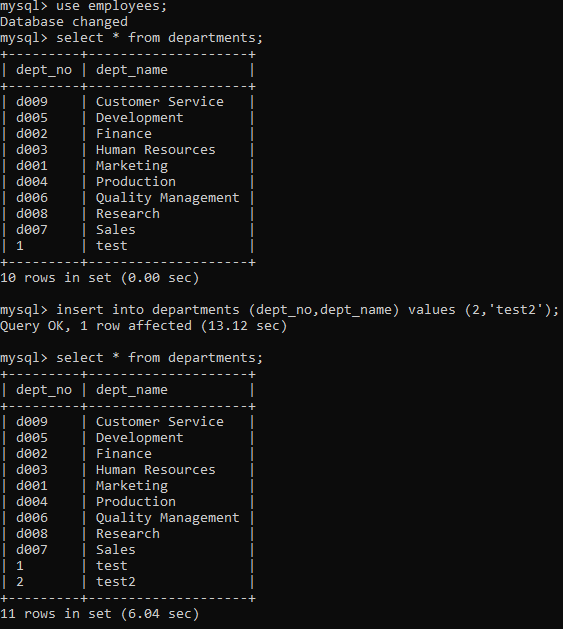 mysql> use employees;
Database changed
mysql> select * from departments;
+---------+--------------------+
| dept_no | dept_name          |
+---------+--------------------+
| d009    | Customer Service   |
| d005    | Development        |
| d002    | Finance            |
| d003    | Human Resources    |
| d001    | Marketing          |
| d004    | Production         |
| d006    | Quality Management |
| d008    | Research           |
| d007    | Sales              |
| 1       | test               |
+---------+--------------------+
10 rows in set (0.00 sec)

mysql> insert into departments (dept_no,dept_name) values (2,'test2');
Query OK, 1 row affected (13.12 sec)

mysql> select * from departments;
+---------+--------------------+
| dept_no | dept_name          |
+---------+--------------------+
| d009    | Customer Service   |
| d005    | Development        |
| d002    | Finance            |
| d003    | Human Resources    |
| d001    | Marketing          |
| d004    | Production         |
| d006    | Quality Management |
| d008    | Research           |
| d007    | Sales              |
| 1       | test               |
| 2       | test2              |
+---------+--------------------+
11 rows in set (6.04 sec)